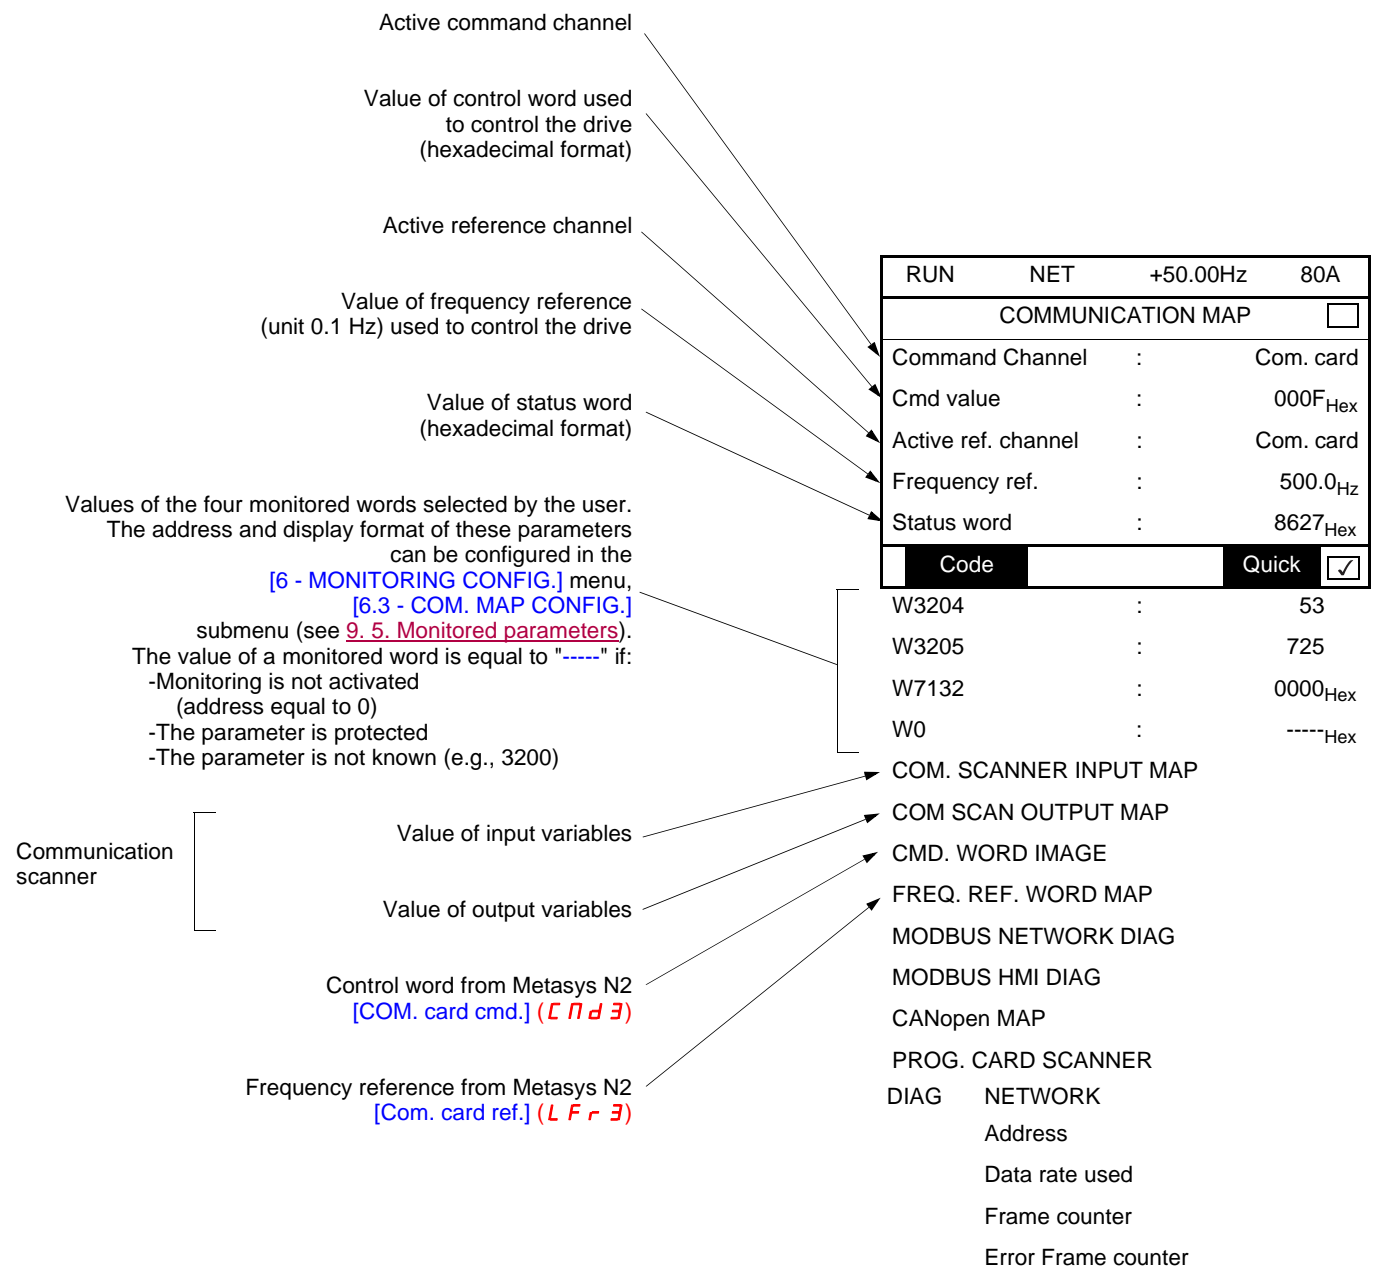 Active command channel
Value of control word used
to control the drive
(hexadecimal format)
Active reference channel
Value of frequency reference
(unit 0.1 Hz) used to control the drive
Value of status word
(hexadecimal format)
Values of the four monitored words selected by the user.
The address and display format of these parameters
can be configured in the
[6 - MONITORING CONFIG.] menu,
[6.3 - COM. MAP CONFIG.]
submenu (see 9. 5. Monitored parameters).
The value of a monitored word is equal to "-----" if:
-Monitoring is not activated
(address equal to 0)
-The parameter is protected
-The parameter is not known (e.g., 3200)
Communication
scanner
Value of input variables
Value of output variables
Control word from Metasys N2
[COM. card cmd.] (CMd3)
Frequency reference from Metasys N2
[Com. card ref.] (LFr3)
RUN NET +50.00Hz 80A
COMMUNICATION MAP
Command Channel : Com. card
Cmd value : 000FHex
Active ref. channel : Com. card
Frequency ref. : 500.0Hz
Status word : 8627Hex
Code Quick ✓
W3204 : 53
W3205 : 725
W7132 : 0000Hex
W0 : -----Hex
COM. SCANNER INPUT MAP
COM SCAN OUTPUT MAP
CMD. WORD IMAGE
FREQ. REF. WORD MAP
MODBUS NETWORK DIAG
MODBUS HMI DIAG
CANopen MAP
PROG. CARD SCANNER
DIAG NETWORK
Address
Data rate used
Frame counter
Error Frame counter